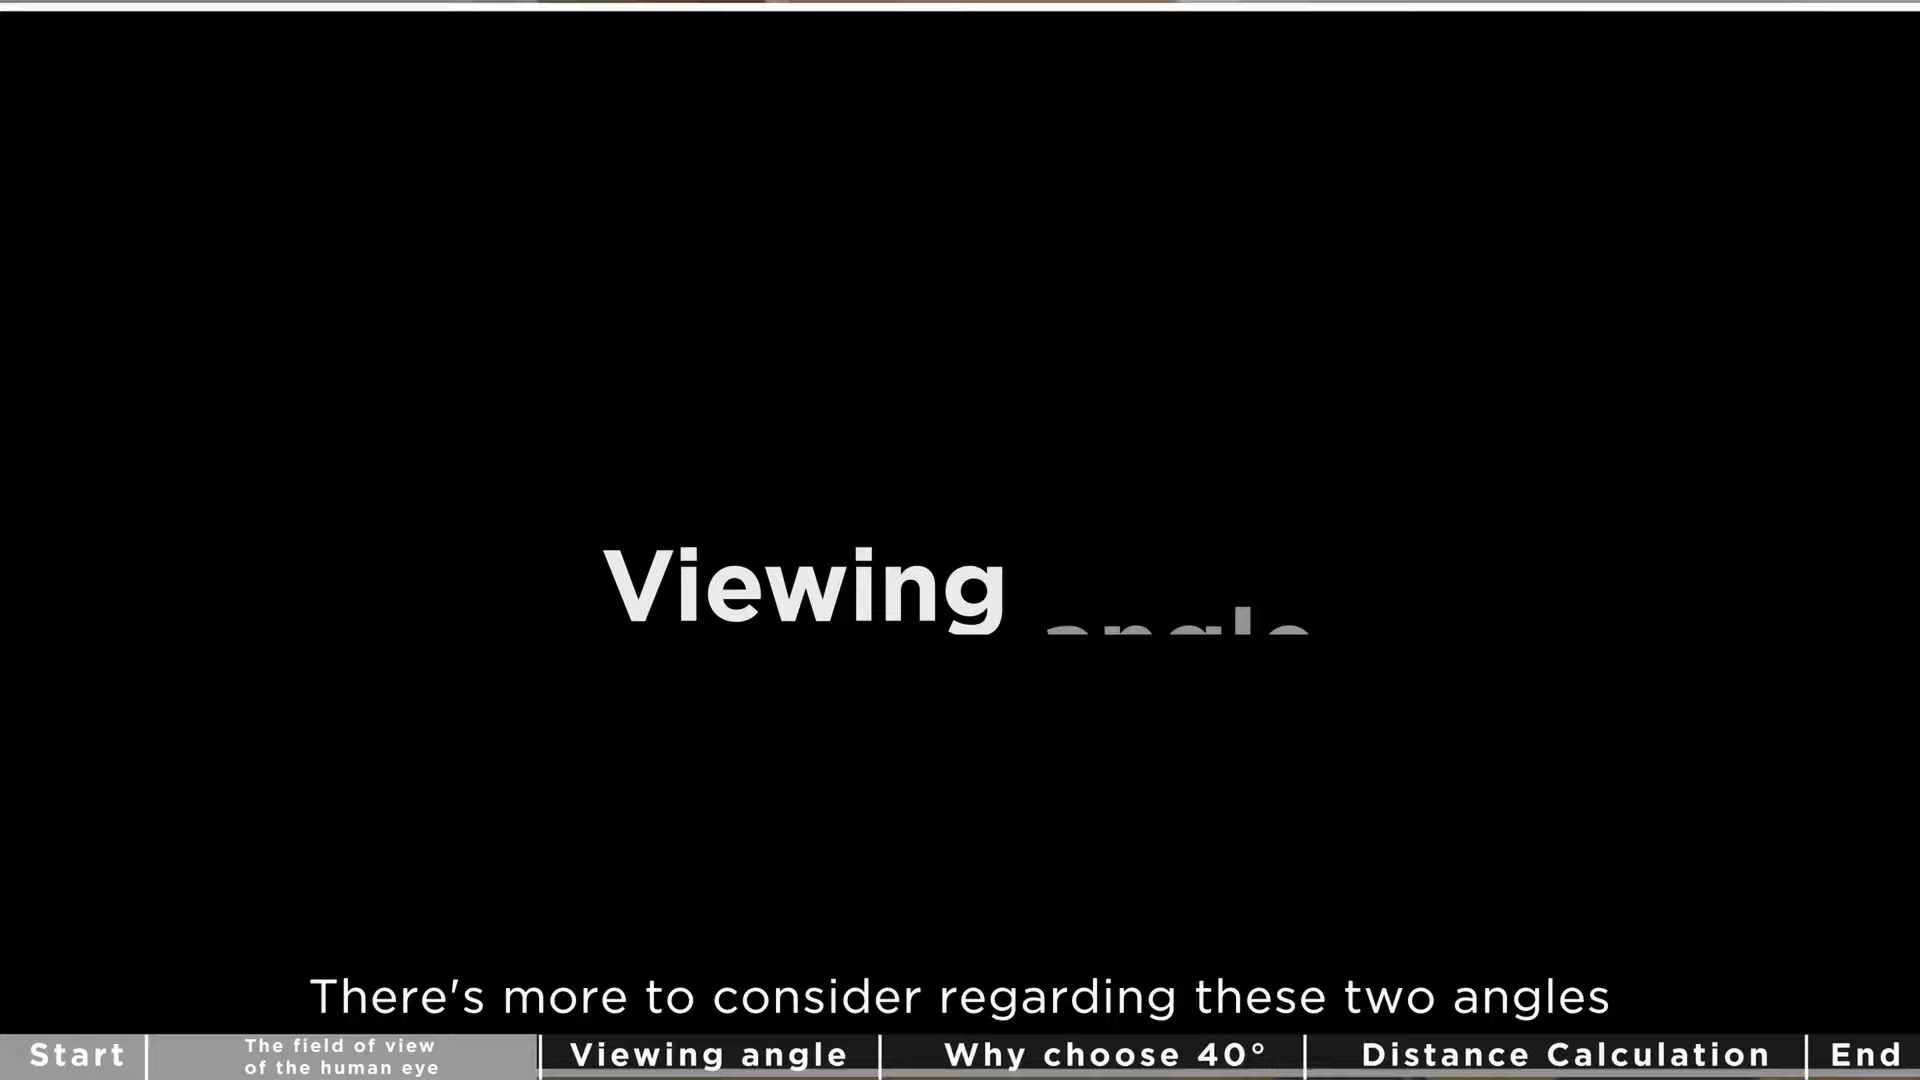 Viewing angle
There's more to consider regarding these two angles
Start
The field of view
of the human eye
Viewing angle
Why choose 40°
Distance Calculation
End